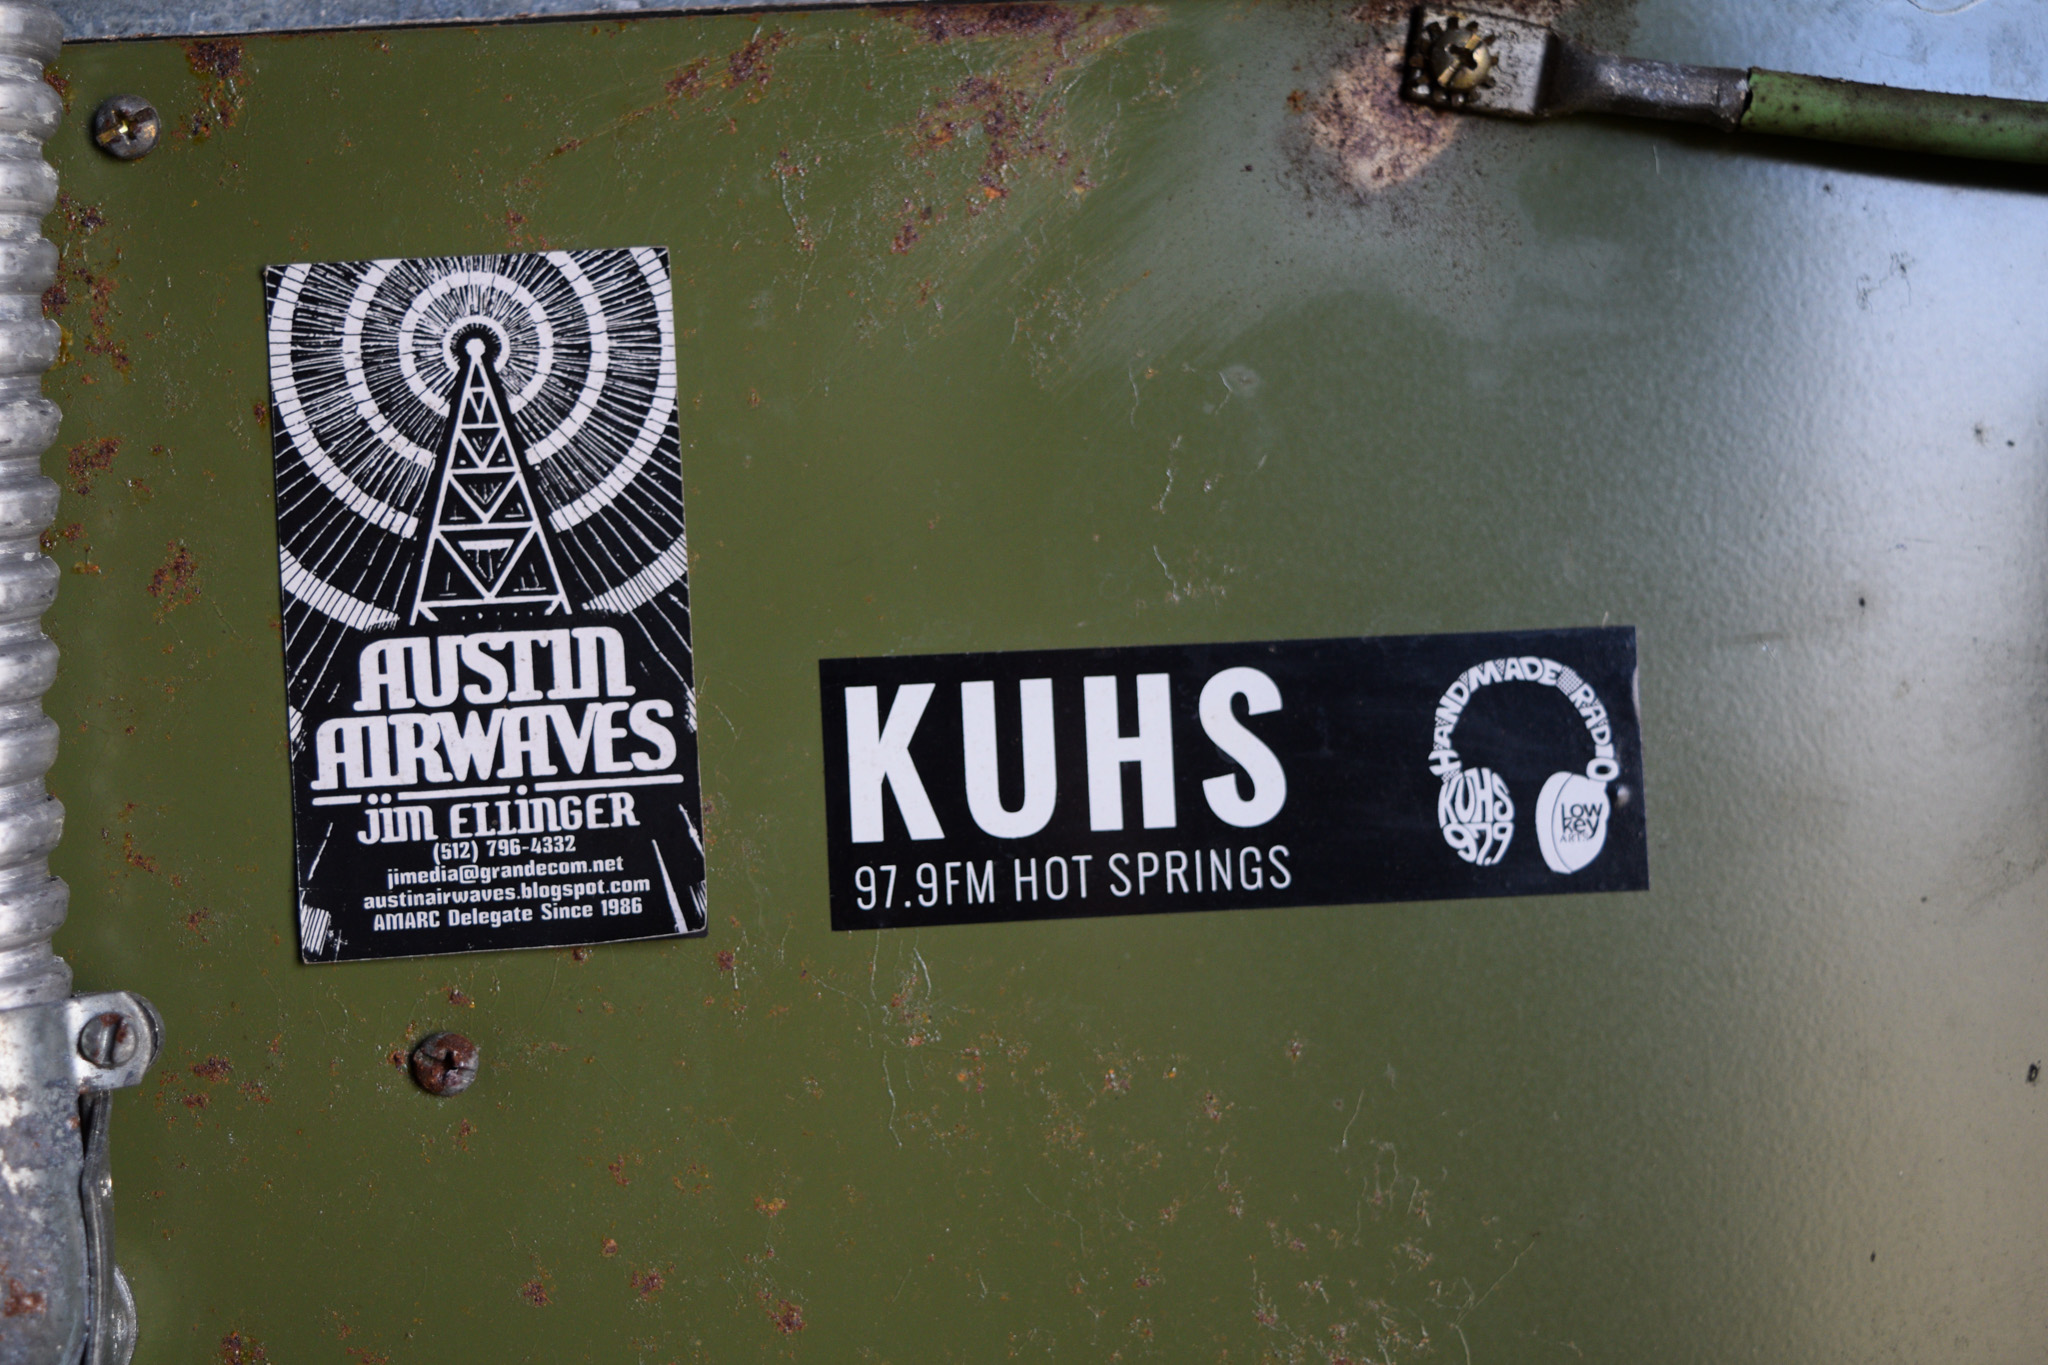 AUSTIN
AIRWAVES
jim ELLiNGER
(512) 796-4332
jimedia@grandecom.net
austinairwaves.blogspot.com
AMARC Delegate Since 1986
KUHS
97.9FM HOT SPRINGS
HANDMADE RADIO
KUHS
97.9
LOW
Key
ARTS